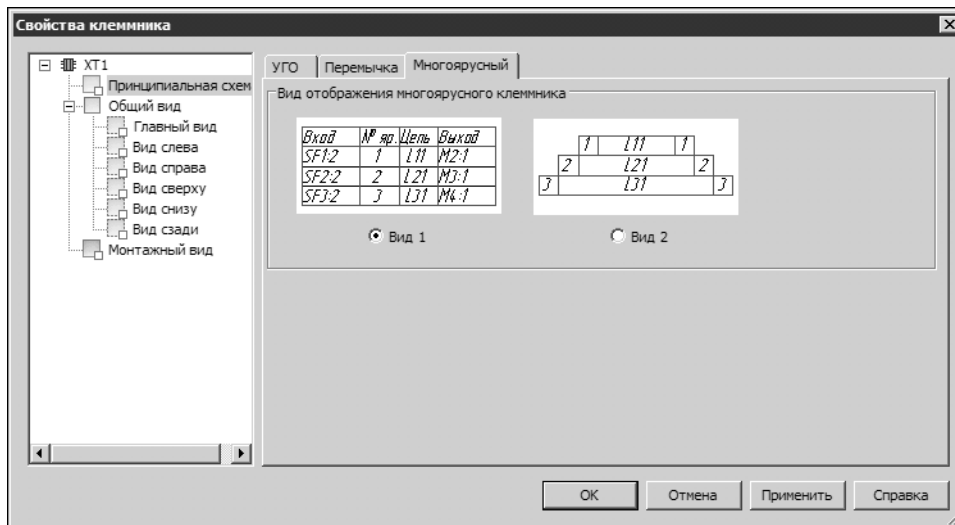 Свойства клеммника
XT1
Принципиальная схем
Общий вид
Главный вид
Вид слева
Вид справа
Вид сверху
Вид снизу
Вид сзади
Монтажный вид
УГО Перемычка Многоярусный
Вид отображения многоярусного клеммника
Вход № яр. Цепь Выход
SF1:2 1 L11 M2:1
SF2:2 2 L21 M3:1
SF3:2 3 L31 M4:1
1 L11 1
2 L21 2
3 L31 3
Вид 1 Вид 2
OK Отмена Применить Справка